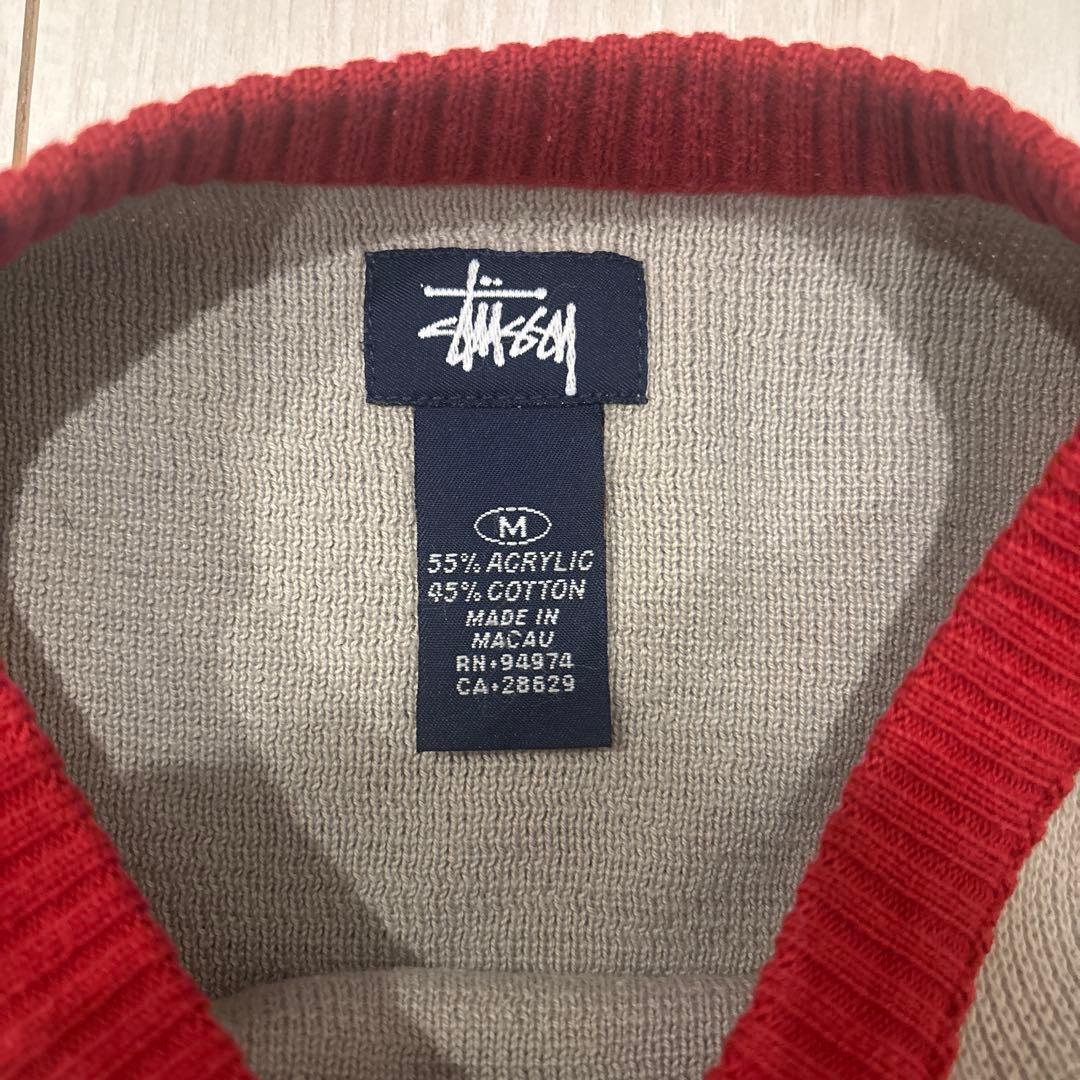 Stüssy
M
55% ACRYLIC
45% COTTON
MADE IN
MACAU
RN•94974
CA•28629